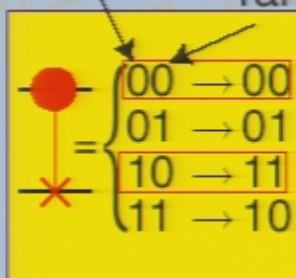 00 → 00
01 → 01
= { 10 → 11
11 → 10